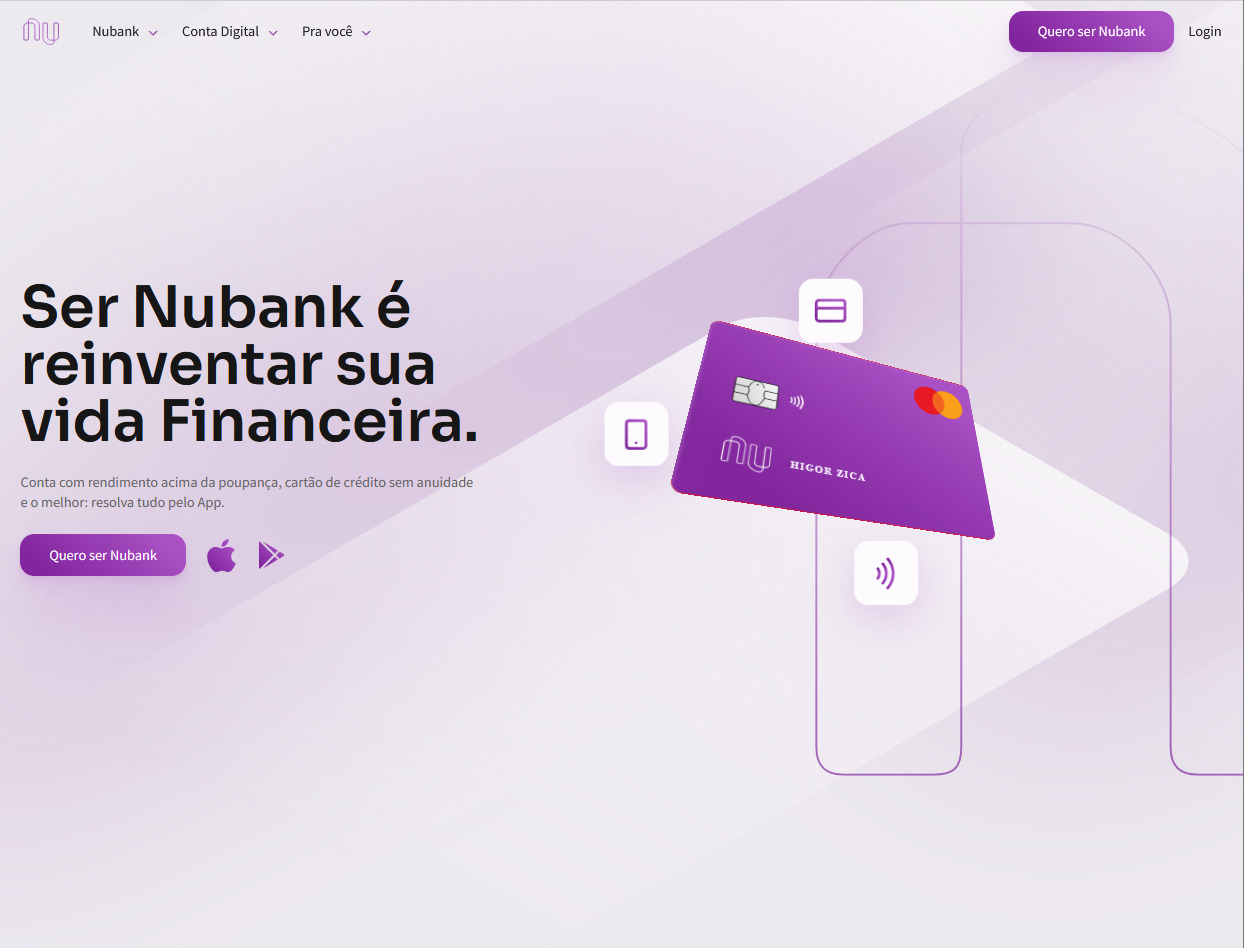 nu
Nubank
Conta Digital
Pra você
Quero ser Nubank
Login
Ser Nubank é
reinventar sua
vida Financeira.
Conta com rendimento acima da poupança, cartão de crédito sem anuidade
e o melhor: resolva tudo pelo App.
Quero ser Nubank
nu
HIGOR ZICA